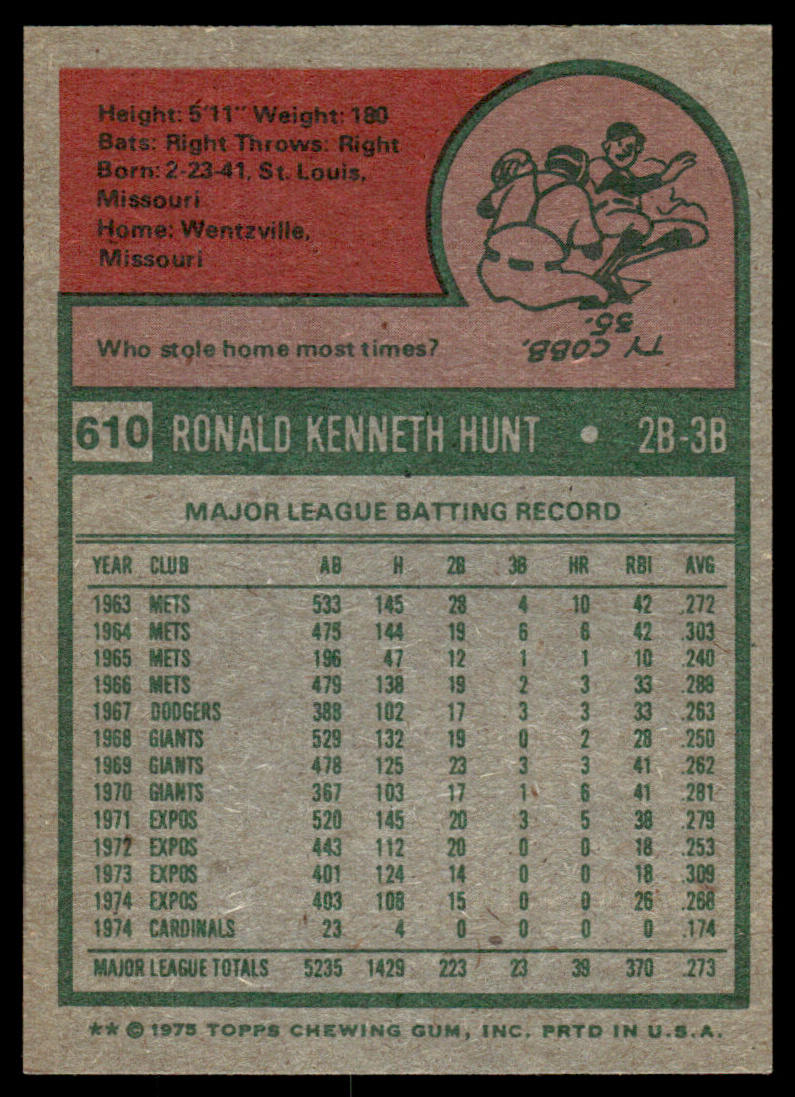 Height: 5'11" Weight: 180
Bats: Right Throws: Right
Born: 2-23-41, St. Louis,
Missouri
Home: Wentzville,
Missouri
Who stole home most times?
TY COBB,
35.
610 RONALD KENNETH HUNT • 2B-3B
MAJOR LEAGUE BATTING RECORD
YEAR CLUB AB H 2B 3B HR RBI AVG
1963 METS 533 145 28 4 10 42 .272
1964 METS 475 144 19 6 6 42 .303
1965 METS 196 47 12 1 1 10 .240
1966 METS 479 138 19 2 3 33 .288
1967 DODGERS 388 102 17 3 3 33 .263
1968 GIANTS 529 132 19 0 2 28 .250
1969 GIANTS 478 125 23 3 3 41 .262
1970 GIANTS 367 103 17 1 6 41 .281
1971 EXPOS 520 145 20 3 5 38 .279
1972 EXPOS 443 112 20 0 0 18 .253
1973 EXPOS 401 124 14 0 0 18 .309
1974 EXPOS 403 108 15 0 0 26 .268
1974 CARDINALS 23 4 0 0 0 0 .174
MAJOR LEAGUE TOTALS 5235 1429 223 23 39 370 .273
** © 1975 TOPPS CHEWING GUM, INC. PRTD IN U.S.A.